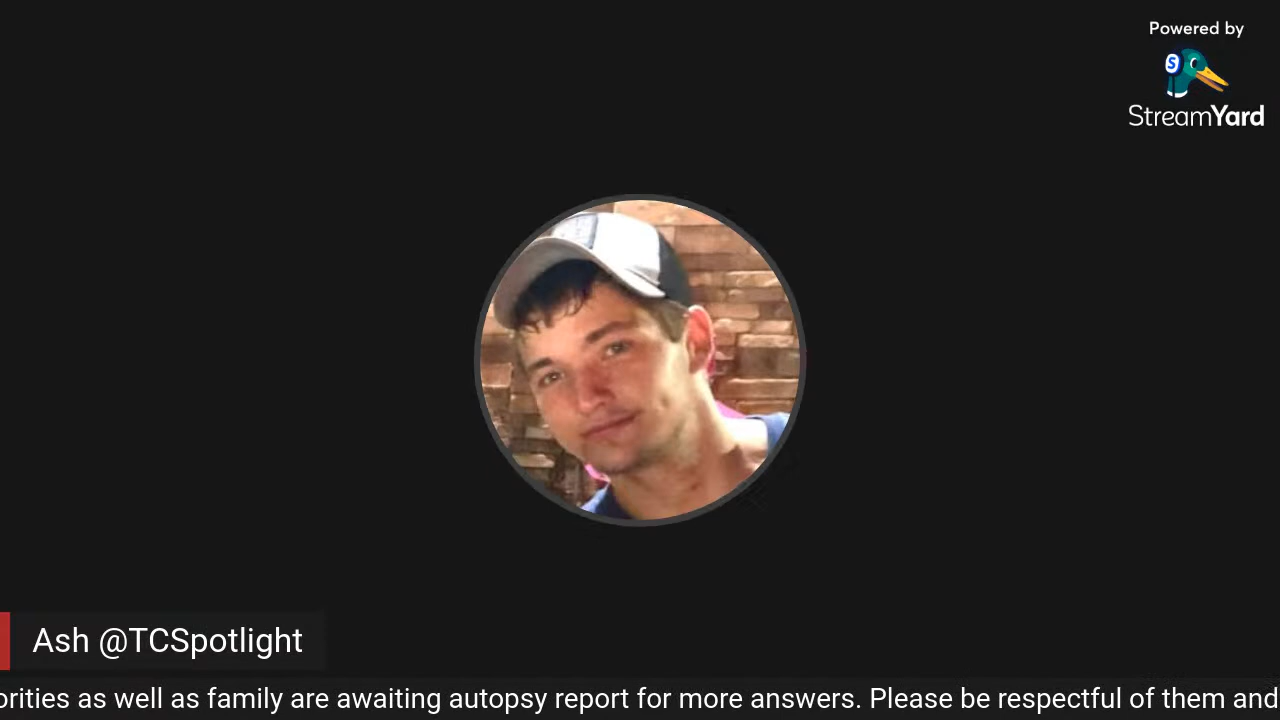 Powered by
S
StreamYard
Ash @TCSpotlight
orities as well as family are awaiting autopsy report for more answers. Please be respectful of them and